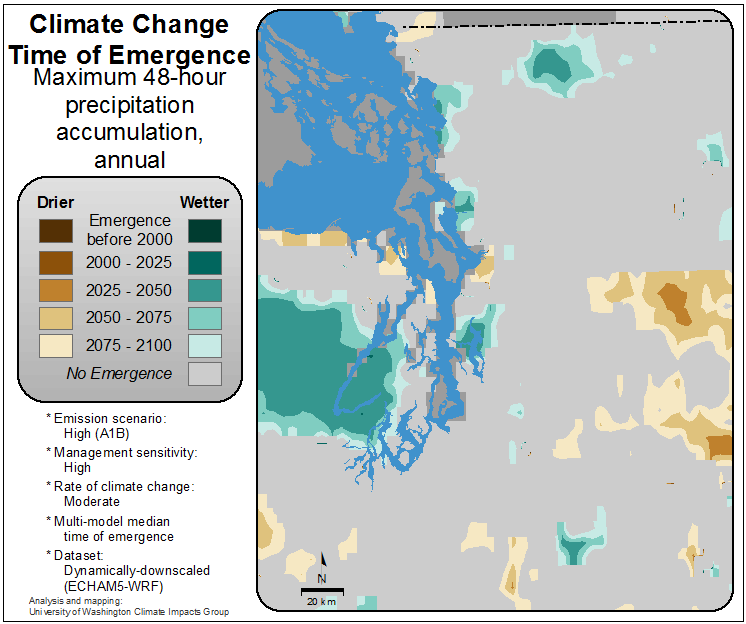 Climate Change
Time of Emergence
Maximum 48-hour
precipitation
accumulation,
annual
Drier Wetter
Emergence
before 2000
2000 - 2025
2025 - 2050
2050 - 2075
2075 - 2100
No Emergence
* Emission scenario:
High (A1B)
* Management sensitivity:
High
* Rate of climate change:
Moderate
* Multi-model median
time of emergence
* Dataset:
Dynamically-downscaled
(ECHAM5-WRF)
Analysis and mapping:
University of Washington Climate Impacts Group
N
20 km